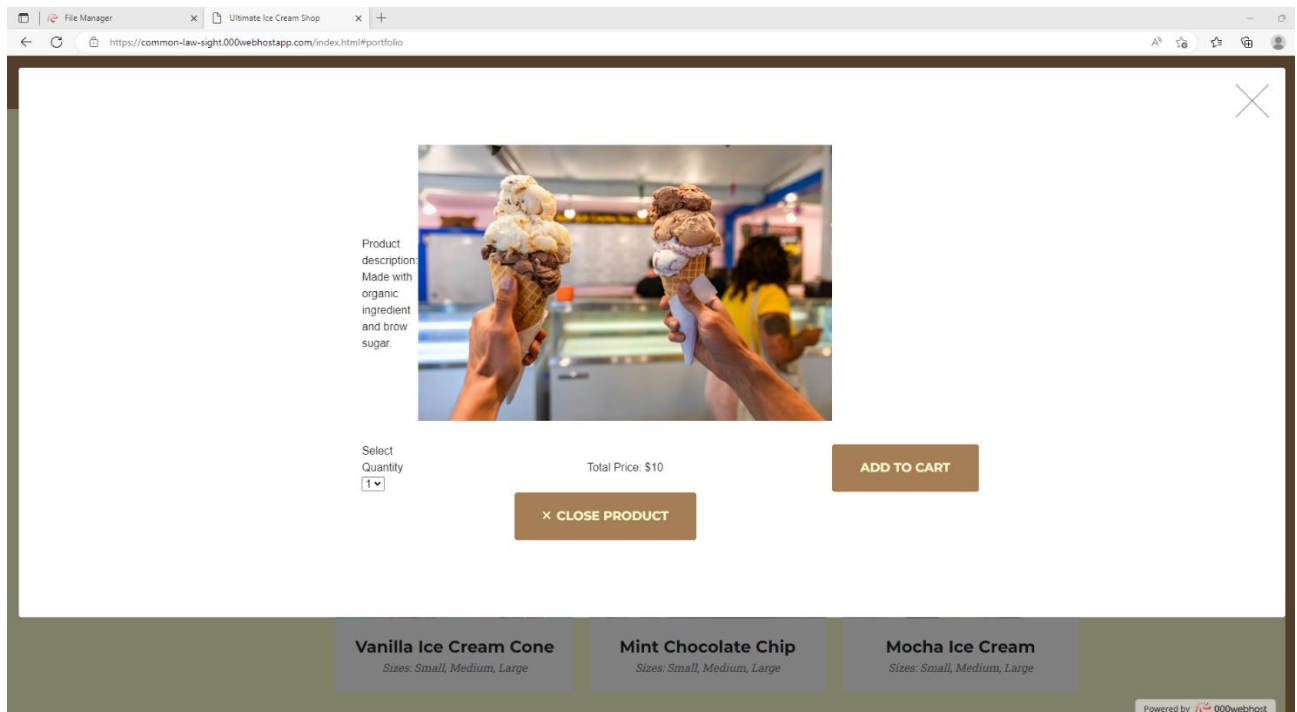 File Manager
Ultimate Ice Cream Shop
https://common-law-sight.000webhostapp.com/index.html#portfolio
Product
description:
Made with
organic
ingredient
and brow
sugar.
Select
Quantity
1
Total Price: $10
ADD TO CART
× CLOSE PRODUCT
Vanilla Ice Cream Cone
Sizes: Small, Medium, Large
Mint Chocolate Chip
Sizes: Small, Medium, Large
Mocha Ice Cream
Sizes: Small, Medium, Large
Powered by 000webhost